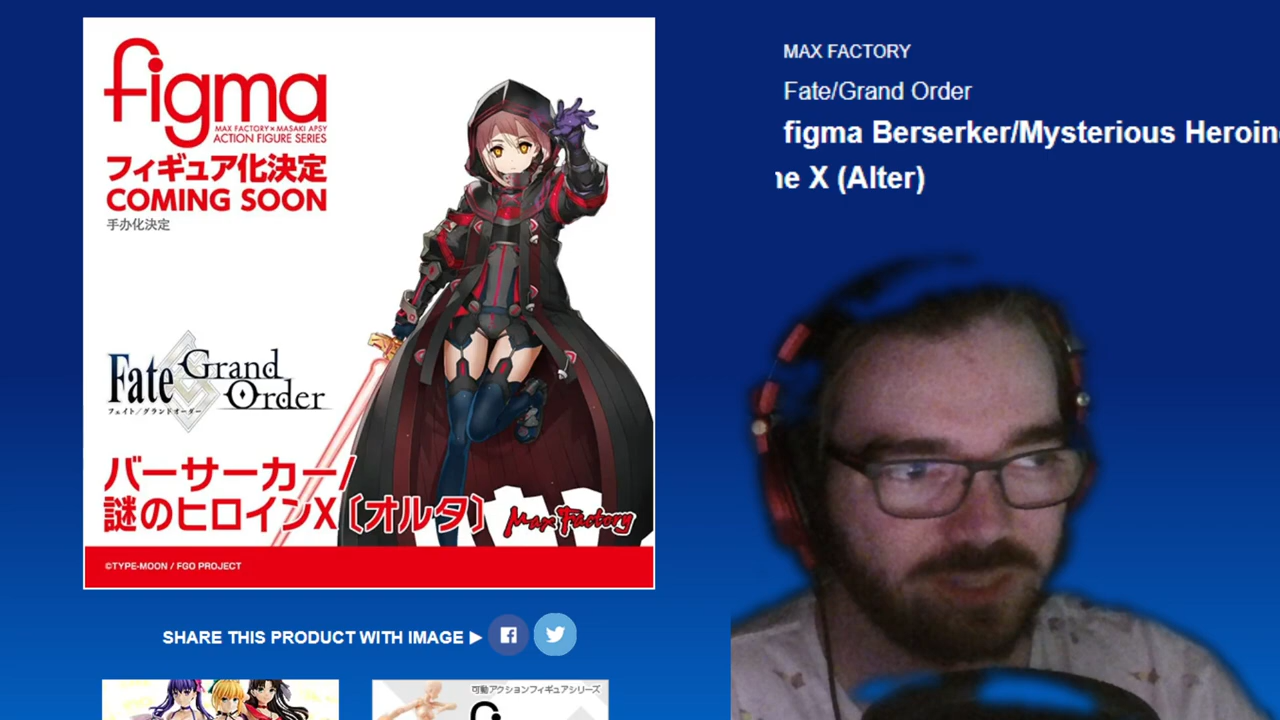 figma
MAX FACTORY × MASAKI APSY
ACTION FIGURE SERIES
フィギュア化決定
COMING SOON
手办化決定
Fate Grand Order
フェイト/グランドオーダー
バーサーカー/
謎のヒロインX〔オルタ〕
Max Factory
©TYPE-MOON / FGO PROJECT
SHARE THIS PRODUCT WITH IMAGE ▶
可動アクションフィギュアシリーズ
MAX FACTORY
Fate/Grand Order
figma Berserker/Mysterious Heroin
ne X (Alter)